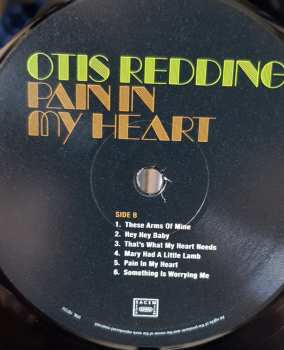 OTIS REDDING
PAIN IN
MY HEART
SIDE B
1. These Arms Of Mine
2. Hey Hey Baby
3. That's What My Heart Needs
4. Mary Had A Little Lamb
5. Pain In My Heart
6. Something Is Worrying Me
SACEM